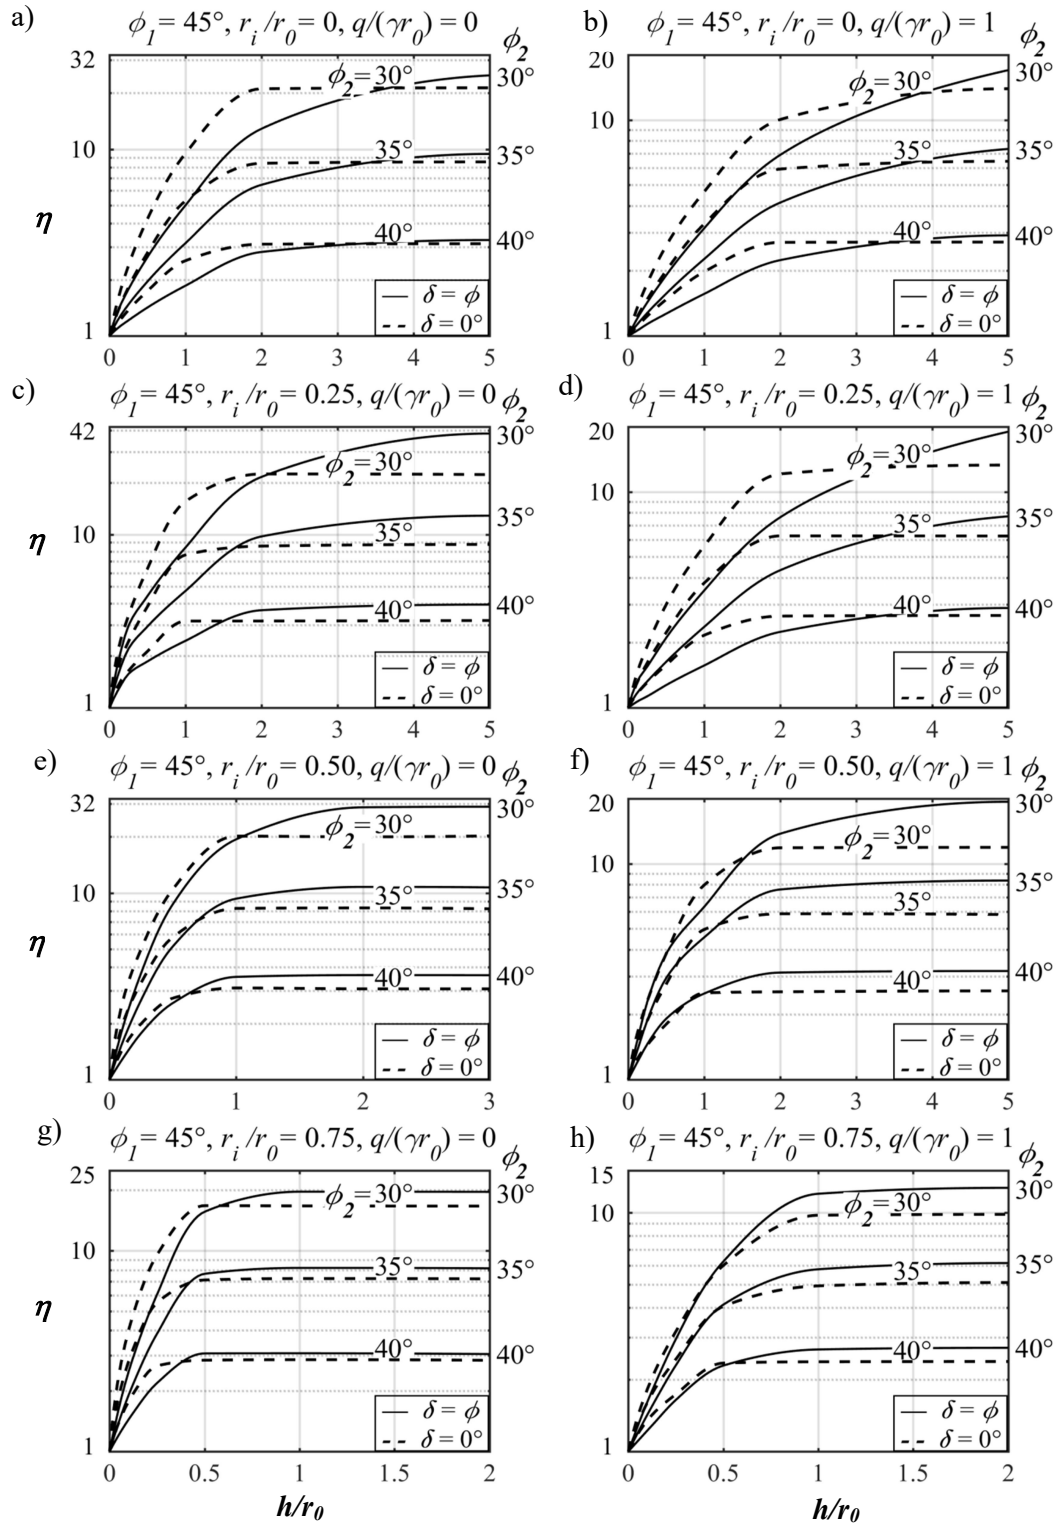 a) ϕ1 = 45°, ri/r0 = 0, q/(γr0) = 0
b) ϕ1 = 45°, ri/r0 = 0, q/(γr0) = 1 ϕ2
32 ϕ2 20
ϕ2=30° 30° ϕ2=30° 30°
10 35° 35° 10 35° 35°
η
40° 40° 40° 40°
δ = ϕ δ = ϕ
δ = 0° δ = 0°
1 1
0 1 2 3 4 5 0 1 2 3 4 5
c) ϕ1 = 45°, ri/r0 = 0.25, q/(γr0) = 0 ϕ2
d) ϕ1 = 45°, ri/r0 = 0.25, q/(γr0) = 1 ϕ2
42 20
ϕ2=30° 30° ϕ2=30° 30°
10 35° 35° 10 35° 35°
η
40° 40° 40° 40°
δ = ϕ δ = ϕ
δ = 0° δ = 0°
1 1
0 1 2 3 4 5 0 1 2 3 4 5
e) ϕ1 = 45°, ri/r0 = 0.50, q/(γr0) = 0 ϕ2
f) ϕ1 = 45°, ri/r0 = 0.50, q/(γr0) = 1 ϕ2
32 20
ϕ2=30° 30° ϕ2=30° 30°
10 35° 35° 10 35° 35°
η
40° 40° 40° 40°
δ = ϕ δ = ϕ
δ = 0° δ = 0°
1 1
0 1 2 3 0 1 2 3 4 5
g) ϕ1 = 45°, ri/r0 = 0.75, q/(γr0) = 0 ϕ2
h) ϕ1 = 45°, ri/r0 = 0.75, q/(γr0) = 1 ϕ2
25 15
ϕ2=30° 30° ϕ2=30° 30°
10 35° 35° 10 35° 35°
η
40° 40° 40° 40°
δ = ϕ δ = ϕ
δ = 0° δ = 0°
1 1
0 0.5 1 1.5 2 0 0.5 1 1.5 2
h/r0 h/r0